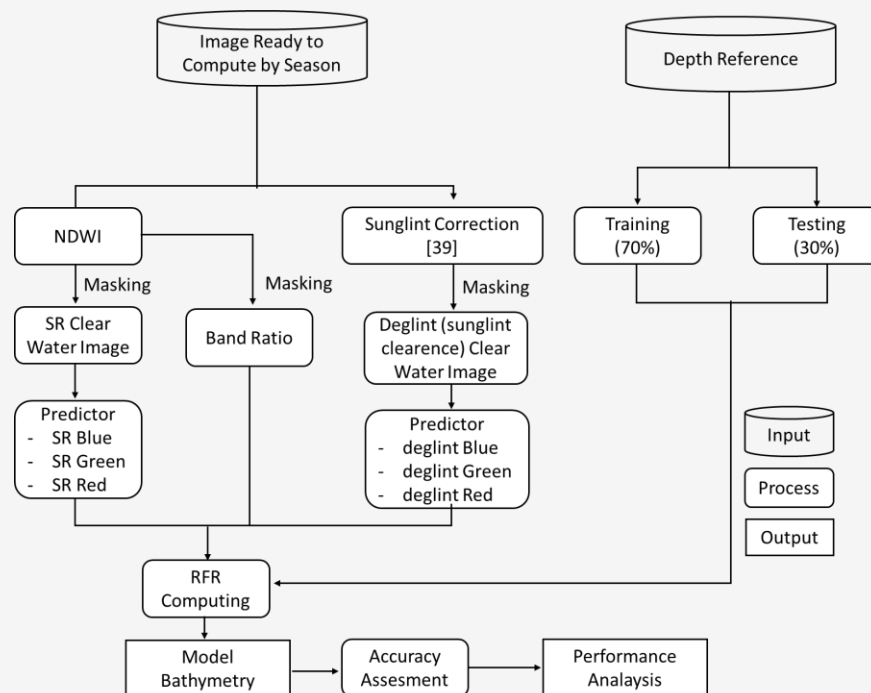 Image Ready to
Compute by Season
Depth Reference
NDWI
Sunglint Correction
[39]
Training
(70%)
Testing
(30%)
Masking
Masking
Masking
SR Clear
Water Image
Band Ratio
Deglint (sunglint
clearence) Clear
Water Image
Predictor
- SR Blue
- SR Green
- SR Red
Predictor
- deglint Blue
- deglint Green
- deglint Red
Input
Process
Output
RFR
Computing
Model
Bathymetry
Accuracy
Assesment
Performance
Analaysis